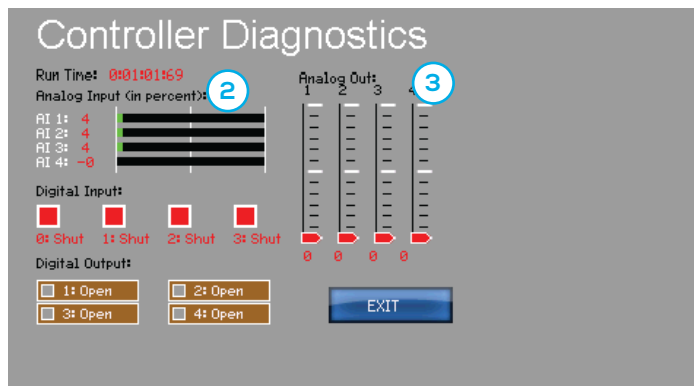 Controller Diagnostics
Run Time: 0:01:01:69
Analog Input (in percent):
2
AI 1: 4
AI 2: 4
AI 3: 4
AI 4: -0
Analog Out:
3
1 2 3 4
0 0 0 0
Digital Input:
0: Shut 1: Shut 2: Shut 3: Shut
Digital Output:
1: Open 2: Open
3: Open 4: Open
EXIT